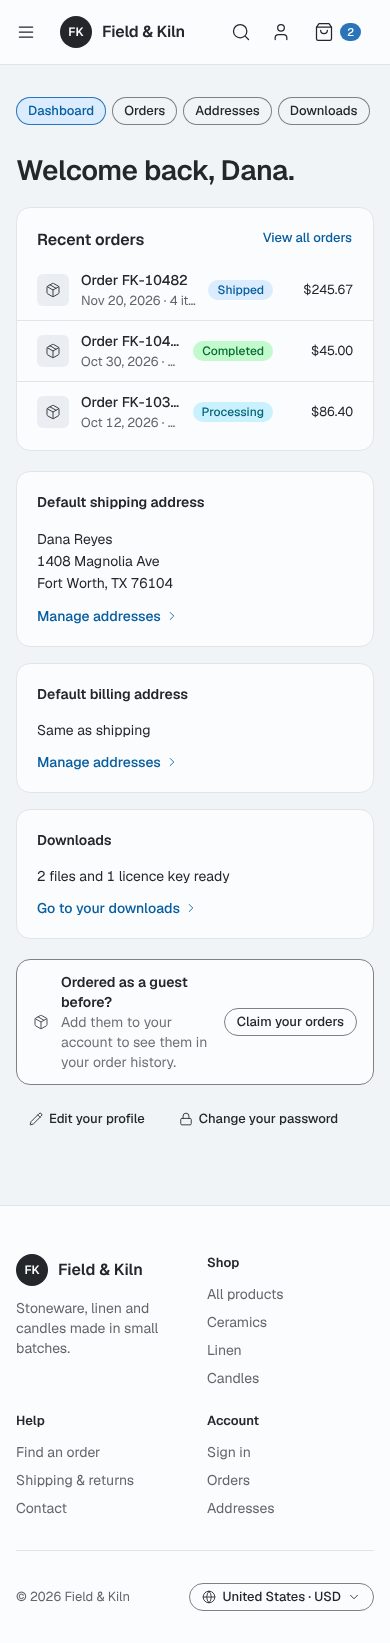 FK Field & Kiln 2
Dashboard Orders Addresses Downloads
Welcome back, Dana.
Recent orders View all orders
Order FK-10482
Nov 20, 2026 · 4 it... Shipped $245.67
Order FK-104...
Oct 30, 2026 · ... Completed $45.00
Order FK-103...
Oct 12, 2026 · ... Processing $86.40
Default shipping address
Dana Reyes
1408 Magnolia Ave
Fort Worth, TX 76104
Manage addresses
Default billing address
Same as shipping
Manage addresses
Downloads
2 files and 1 licence key ready
Go to your downloads
Ordered as a guest
before?
Add them to your
account to see them in
your order history.
Claim your orders
Edit your profile Change your password
FK Field & Kiln
Stoneware, linen and
candles made in small
batches.
Shop
All products
Ceramics
Linen
Candles
Help
Find an order
Shipping & returns
Contact
Account
Sign in
Orders
Addresses
© 2026 Field & Kiln United States · USD